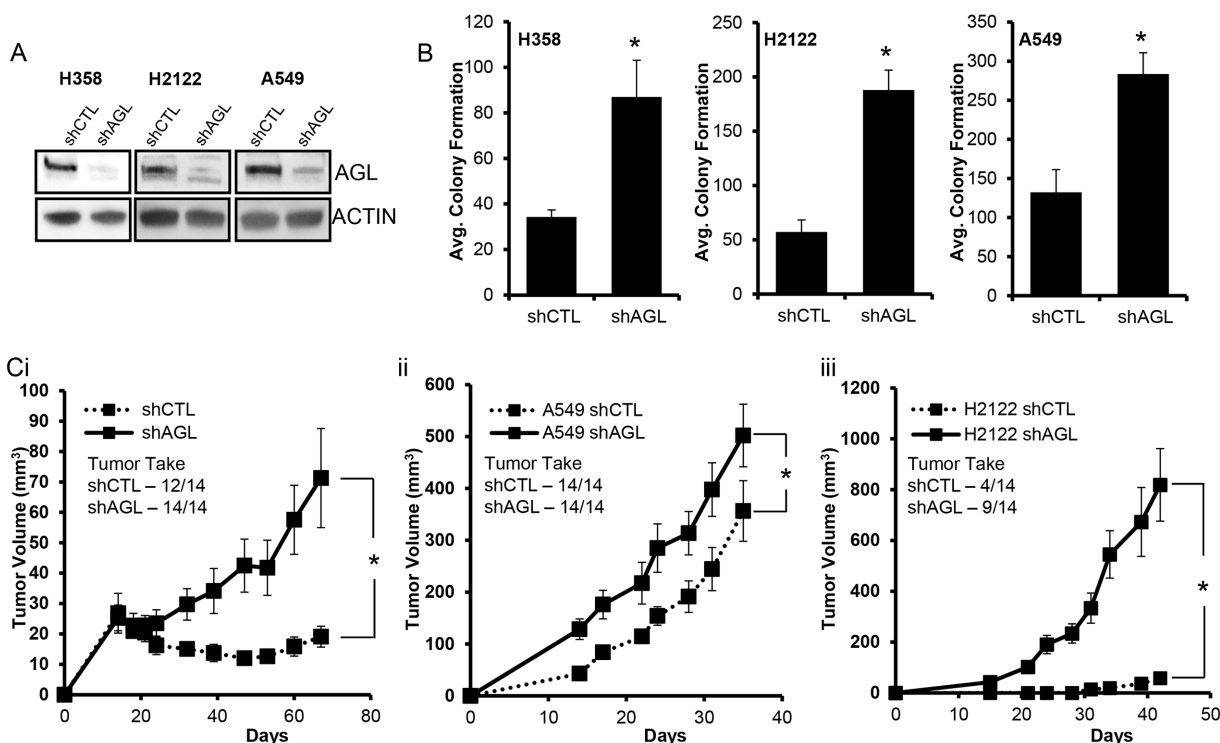 A
H358 H2122 A549
shCTL shAGL shCTL shAGL shCTL shAGL
AGL
ACTIN
B
H358
*
Avg. Colony Formation
120
100
80
60
40
20
0
shCTL shAGL
H2122
*
Avg. Colony Formation
250
200
150
100
50
0
shCTL shAGL
A549
*
Avg. Colony Formation
350
300
250
200
150
100
50
0
shCTL shAGL
Ci
shCTL
shAGL
Tumor Take
shCTL – 12/14
shAGL – 14/14
*
Tumor Volume (mm³)
100
90
80
70
60
50
40
30
20
10
0
0 20 40 60 80
Days
ii
A549 shCTL
A549 shAGL
Tumor Take
shCTL – 14/14
shAGL – 14/14
*
Tumor Volume (mm³)
600
500
400
300
200
100
0
0 10 20 30 40
Days
iii
H2122 shCTL
H2122 shAGL
Tumor Take
shCTL – 4/14
shAGL – 9/14
*
Tumor Volume (mm³)
1200
1000
800
600
400
200
0
0 10 20 30 40 50
Days